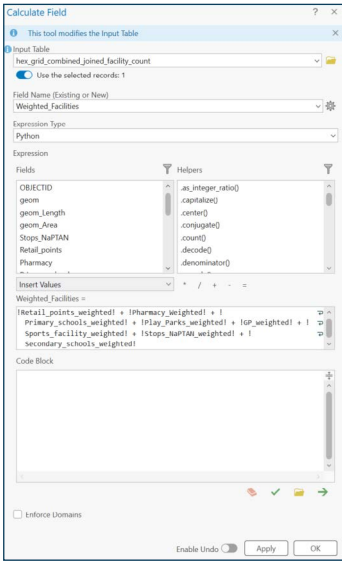 Calculate Field ? ×
This tool modifies the Input Table ×
Input Table
hex_grid_combined_joined_facility_count
Use the selected records: 1
Field Name (Existing or New)
Weighted_Facilities
Expression Type
Python
Expression
Fields Helpers
OBJECTID .as_integer_ratio()
geom .capitalize()
geom_Length .center()
geom_Area .conjugate()
Stops_NaPTAN .count()
Retail_points .decode()
Pharmacy .denominator()
Insert Values * / + - =
Weighted_Facilities =
!Retail_points_weighted! + !Pharmacy_Weighted! + !
Primary_schools_weighted! + !Play_Parks_weighted! + !GP_weighted! + !
Sports_facility_weighted! + !Stops_NaPTAN_weighted! + !
Secondary_schools_weighted!
Code Block
Enforce Domains
Enable Undo Apply OK